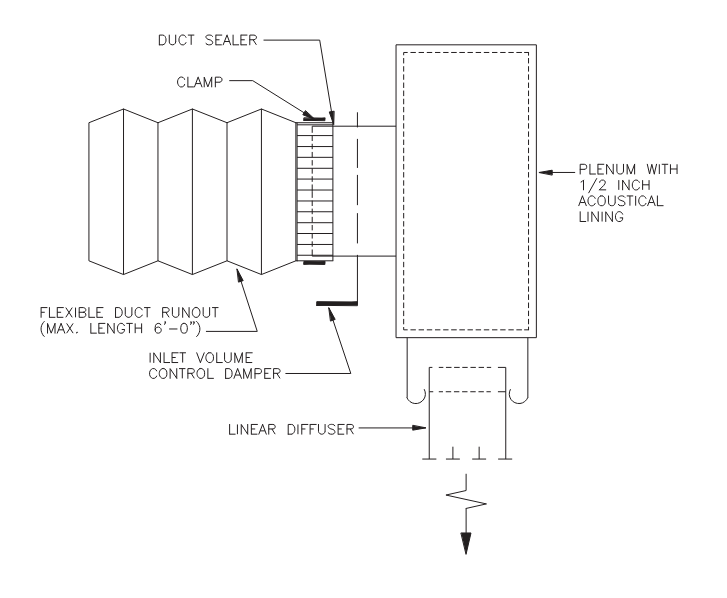 DUCT SEALER
CLAMP
PLENUM WITH
1/2 INCH
ACOUSTICAL
LINING
FLEXIBLE DUCT RUNOUT
(MAX. LENGTH 6'-0")
INLET VOLUME
CONTROL DAMPER
LINEAR DIFFUSER